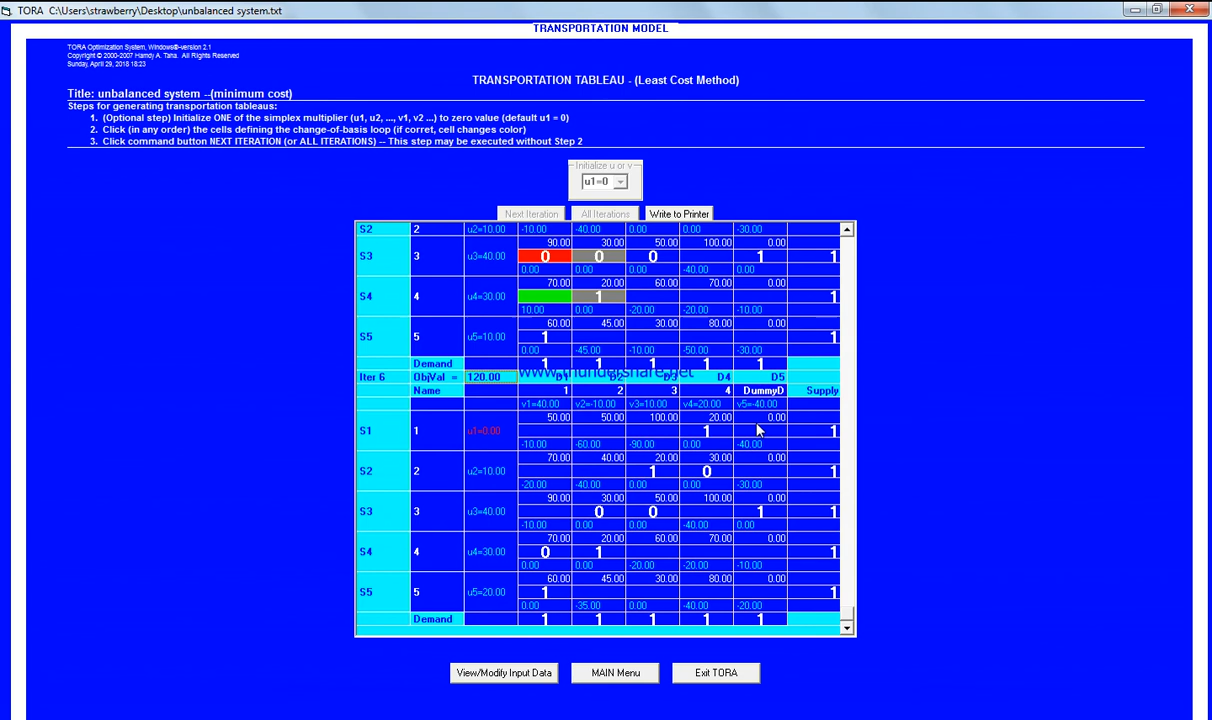 TORA C:\Users\strawberry\Desktop\unbalanced system.txt
TRANSPORTATION MODEL
TORA Optimization System, Windows®-version 2.1
Copyright © 2000-2007 Hamdy A. Taha. All Rights Reserved
Sunday, April 29, 2018 18:23
TRANSPORTATION TABLEAU - (Least Cost Method)
Title: unbalanced system --(minimum cost)
Steps for generating transportation tableaus:
1. (Optional step) Initialize ONE of the simplex multiplier (u1, u2, ..., v1, v2 ...) to zero value (default u1 = 0)
2. Click (in any order) the cells defining the change-of-basis loop (if corret, cell changes color)
3. Click command button NEXT ITERATION (or ALL ITERATIONS) -- This step may be executed without Step 2
Initialize u or v
u1=0
Next Iteration All Iterations Write to Printer
S2 2 u2=10.00 -10.00 -40.00 0.00 0.00 -30.00
90.00 30.00 50.00 100.00 0.00
S3 3 u3=40.00 0 0 0 1 1
0.00 0.00 0.00 -40.00 0.00
70.00 20.00 60.00 70.00 0.00
S4 4 u4=30.00 1 1
10.00 0.00 -20.00 -20.00 -10.00
60.00 45.00 30.00 80.00 0.00
S5 5 u5=10.00 1 1
0.00 -45.00 -10.00 -50.00 -30.00
Demand 1 1 1 1 1
Iter 6 ObjVal = 120.00 D1 D2 D3 D4 D5
www.thundershare.net
Name 1 2 3 4 DummyD Supply
v1=40.00 v2=-10.00 v3=10.00 v4=20.00 v5=-40.00
50.00 50.00 100.00 20.00 0.00
S1 1 u1=0.00 1 1
-10.00 -60.00 -90.00 0.00 -40.00
70.00 40.00 20.00 30.00 0.00
S2 2 u2=10.00 1 0 1
-20.00 -40.00 0.00 0.00 -30.00
90.00 30.00 50.00 100.00 0.00
S3 3 u3=40.00 0 0 1 1
-10.00 0.00 0.00 -40.00 0.00
70.00 20.00 60.00 70.00 0.00
S4 4 u4=30.00 0 1 1
0.00 0.00 -20.00 -20.00 -10.00
60.00 45.00 30.00 80.00 0.00
S5 5 u5=20.00 1 1
0.00 -35.00 0.00 -40.00 -20.00
Demand 1 1 1 1 1
View/Modify Input Data MAIN Menu Exit TORA